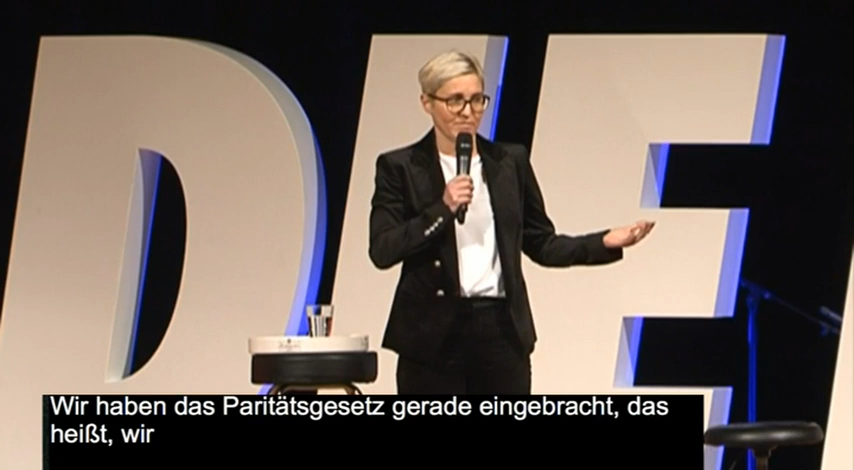 DIE
Wir haben das Paritätsgesetz gerade eingebracht, das
heißt, wir